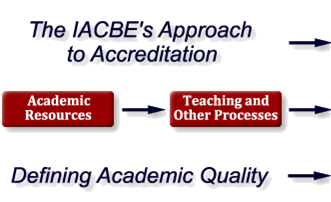 The IACBE's Approach
to Accreditation
Academic
Resources
Teaching and
Other Processes
Defining Academic Quality